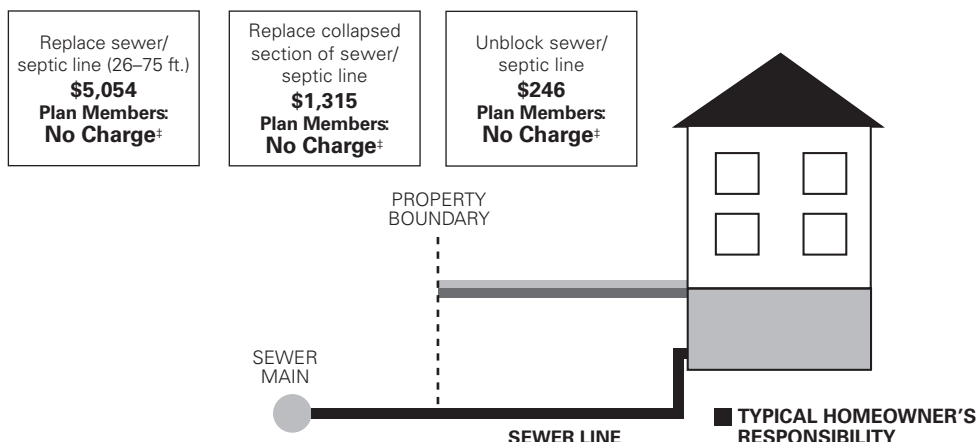 Replace sewer/
septic line (26–75 ft.)
$5,054
Plan Members:
No Charge‡
Replace collapsed
section of sewer/
septic line
$1,315
Plan Members:
No Charge‡
Unblock sewer/
septic line
$246
Plan Members:
No Charge‡
PROPERTY
BOUNDARY
SEWER
MAIN
SEWER LINE
TYPICAL HOMEOWNER'S
RESPONSIBILITY